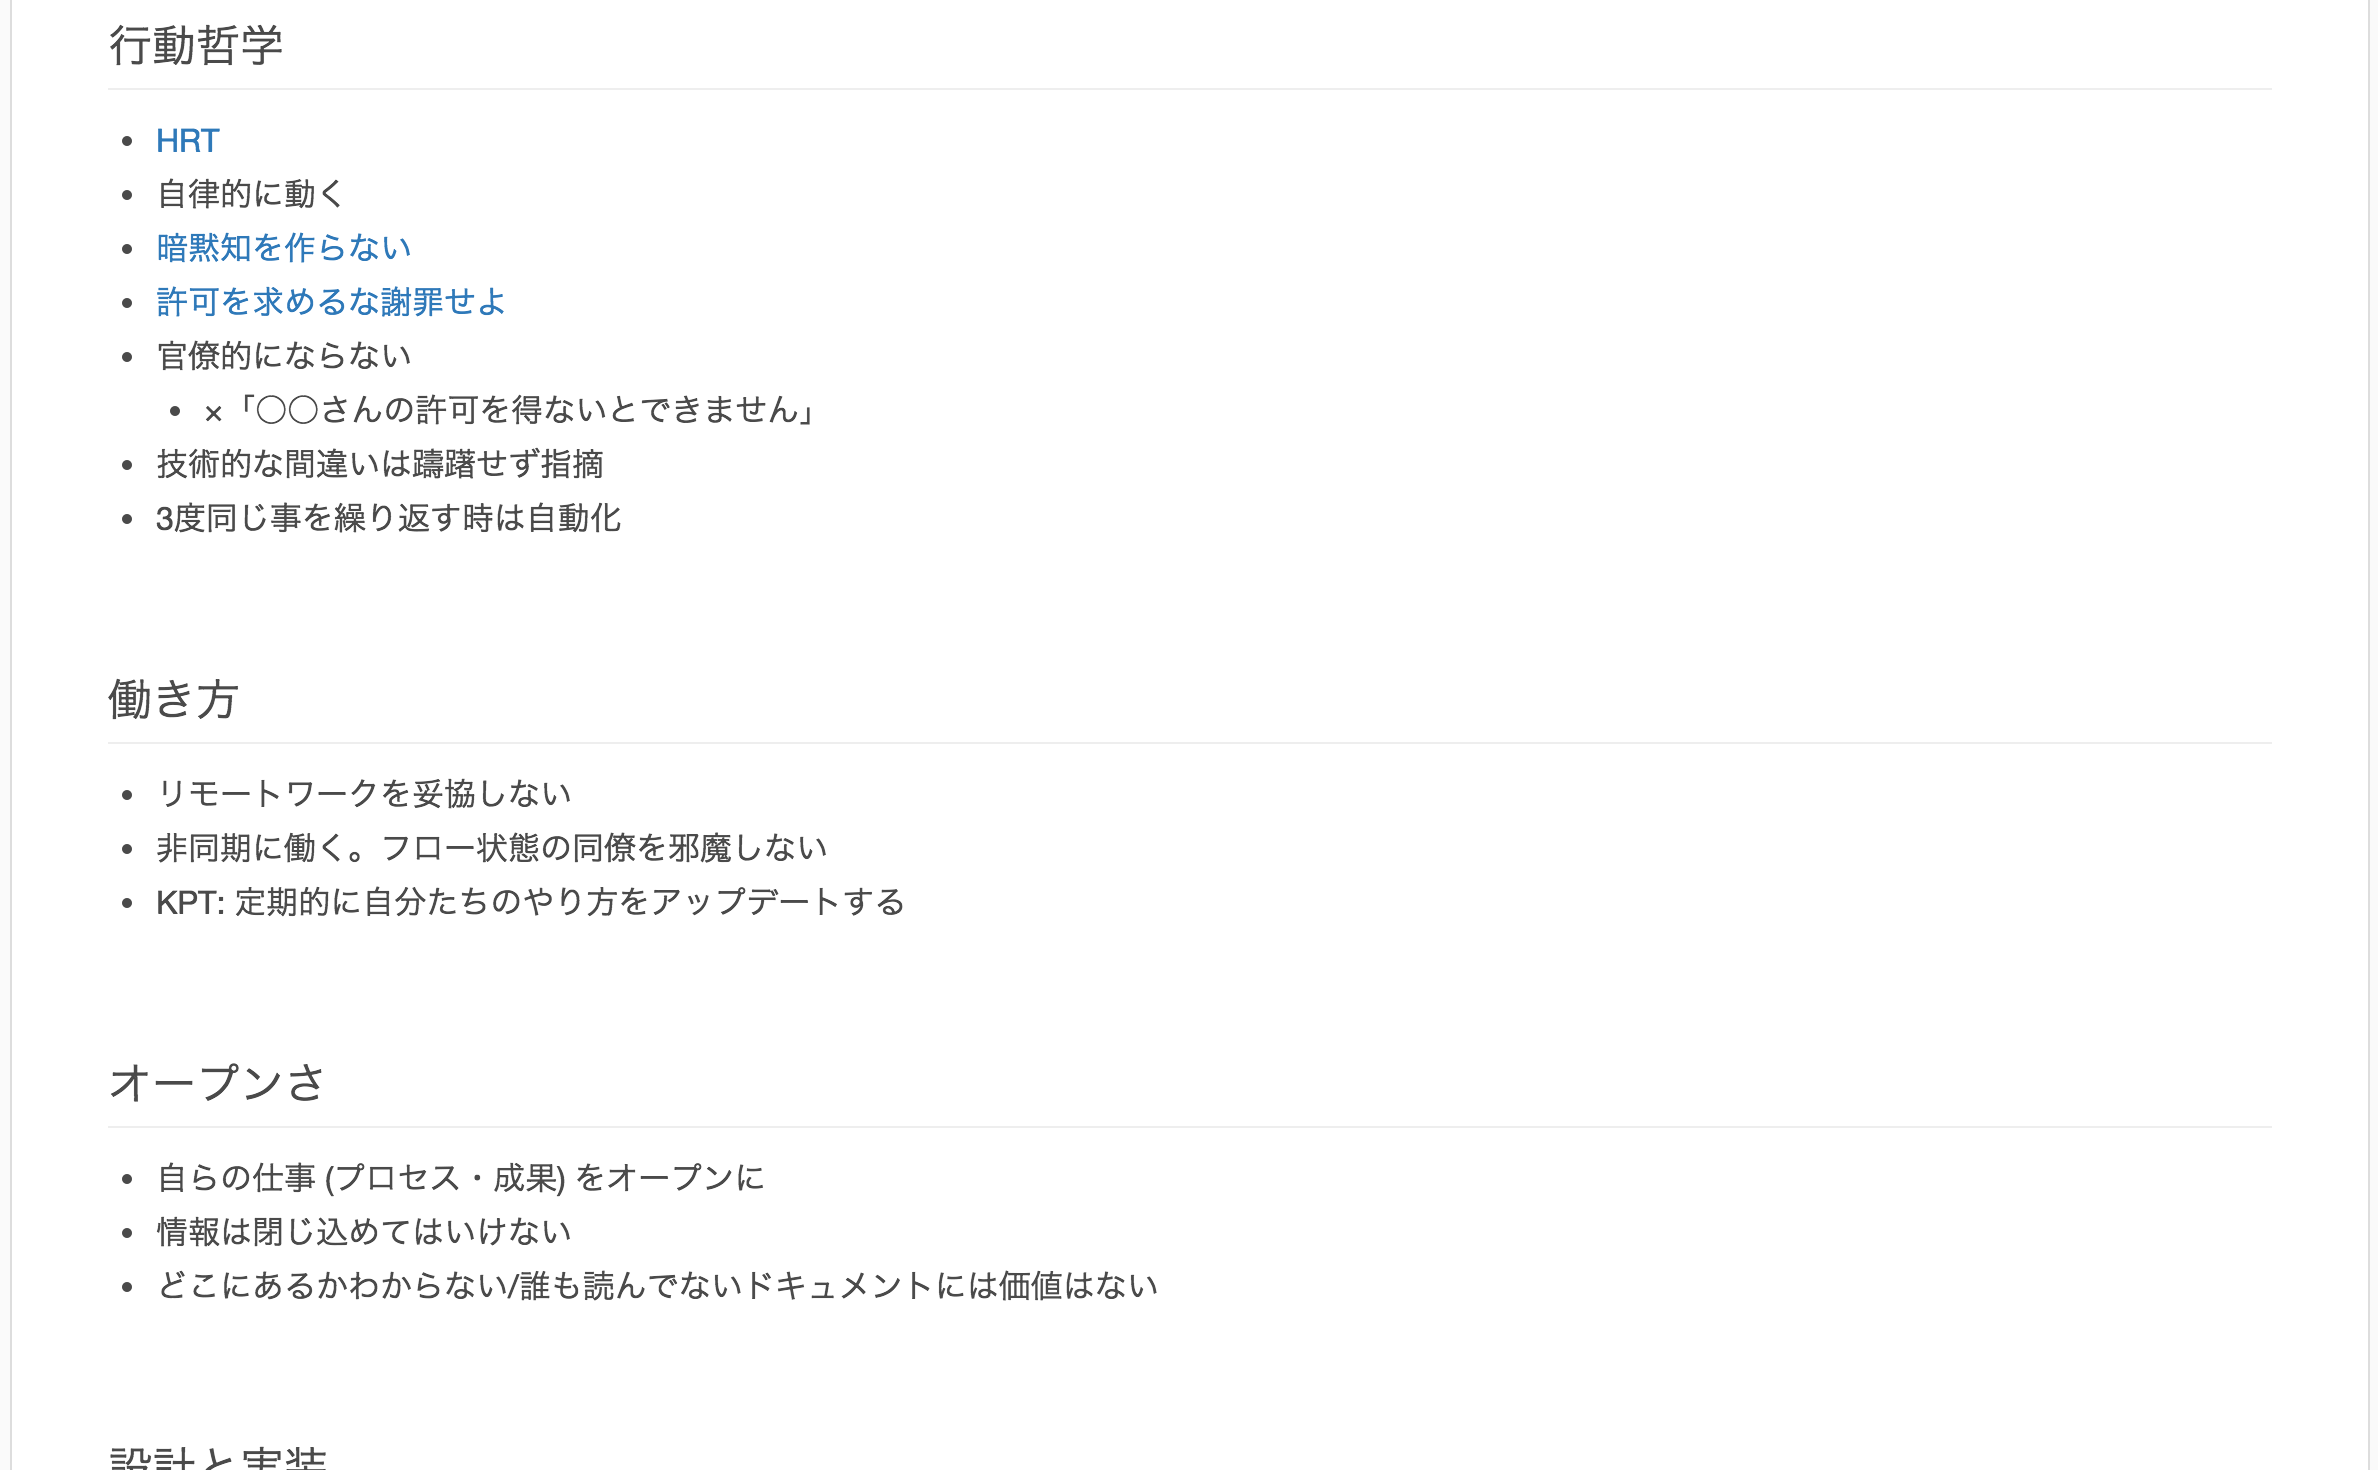 行動哲学
HRT
自律的に動く
暗黙知を作らない
許可を求めるな謝罪せよ
官僚的にならない
×「◯◯さんの許可を得ないとできません」
技術的な間違いは躊躇せず指摘
3度同じ事を繰り返す時は自動化
働き方
リモートワークを妥協しない
非同期に働く。フロー状態の同僚を邪魔しない
KPT: 定期的に自分たちのやり方をアップデートする
オープンさ
自らの仕事 (プロセス・成果) をオープンに
情報は閉じ込めてはいけない
どこにあるかわからない/誰も読んでないドキュメントには価値はない
設計と実装